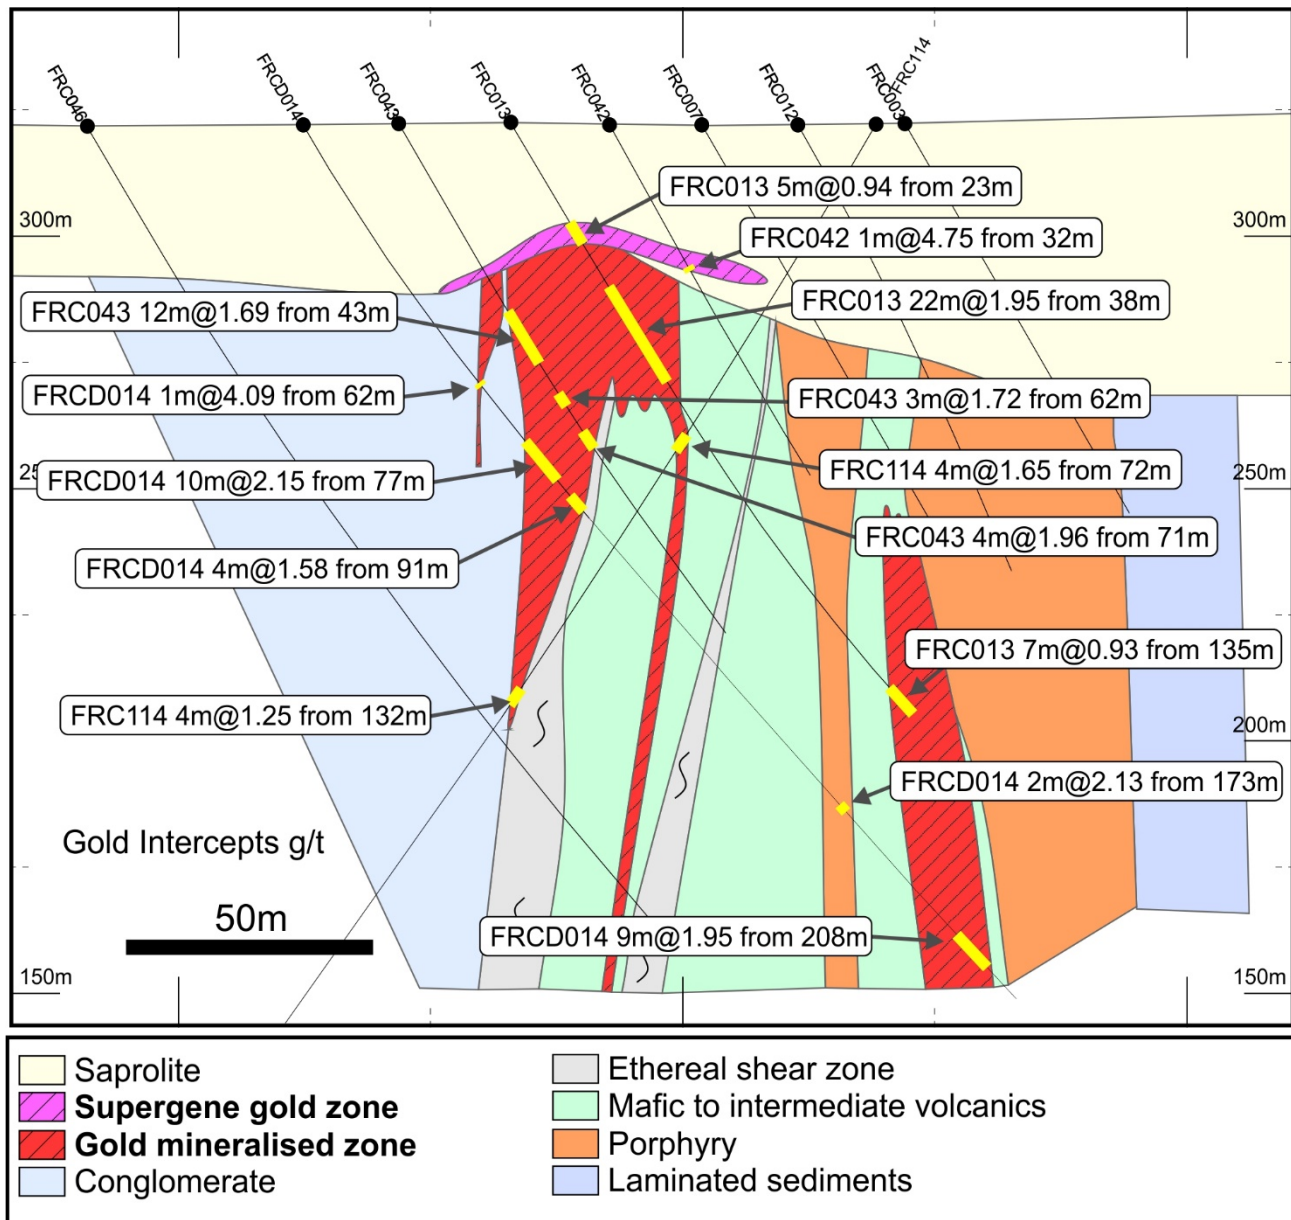 FRC046
FRCD014
FRC043
FRC013
FRC042
FRC007
FRC012
FRC003
FRC114
FRC013 5m@0.94 from 23m
300m
300m
FRC042 1m@4.75 from 32m
FRC043 12m@1.69 from 43m
FRC013 22m@1.95 from 38m
FRCD014 1m@4.09 from 62m
FRC043 3m@1.72 from 62m
FRCD014 10m@2.15 from 77m
FRC114 4m@1.65 from 72m
250m
FRC043 4m@1.96 from 71m
FRCD014 4m@1.58 from 91m
FRC013 7m@0.93 from 135m
FRC114 4m@1.25 from 132m
200m
FRCD014 2m@2.13 from 173m
Gold Intercepts g/t
50m
FRCD014 9m@1.95 from 208m
150m
150m
Saprolite
Supergene gold zone
Gold mineralised zone
Conglomerate
Ethereal shear zone
Mafic to intermediate volcanics
Porphyry
Laminated sediments